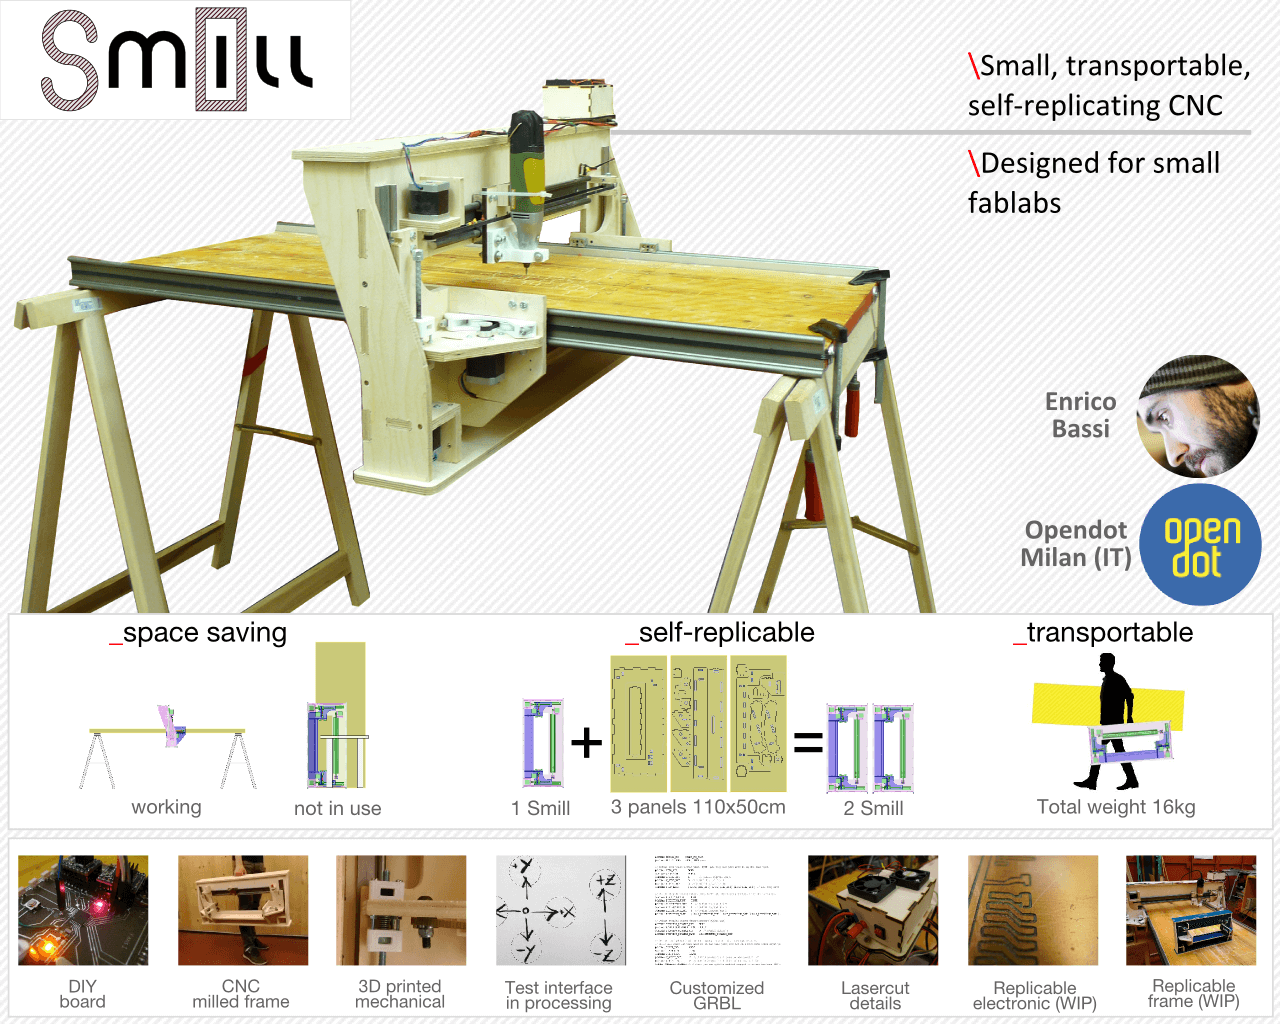 Smill
\Small, transportable,
self-replicating CNC
\Designed for small
fablabs
Enrico
Bassi
Opendot
Milan (IT)
open
dot
_space saving
working
not in use
_self-replicable
1 Smill
+
3 panels 110x50cm
=
2 Smill
_transportable
Total weight 16kg
+Y
+Z
-X
-Y
-Z
DIY
board
CNC
milled frame
3D printed
mechanical
Test interface
in processing
Customized
GRBL
Lasercut
details
Replicable
electronic (WIP)
Replicable
frame (WIP)